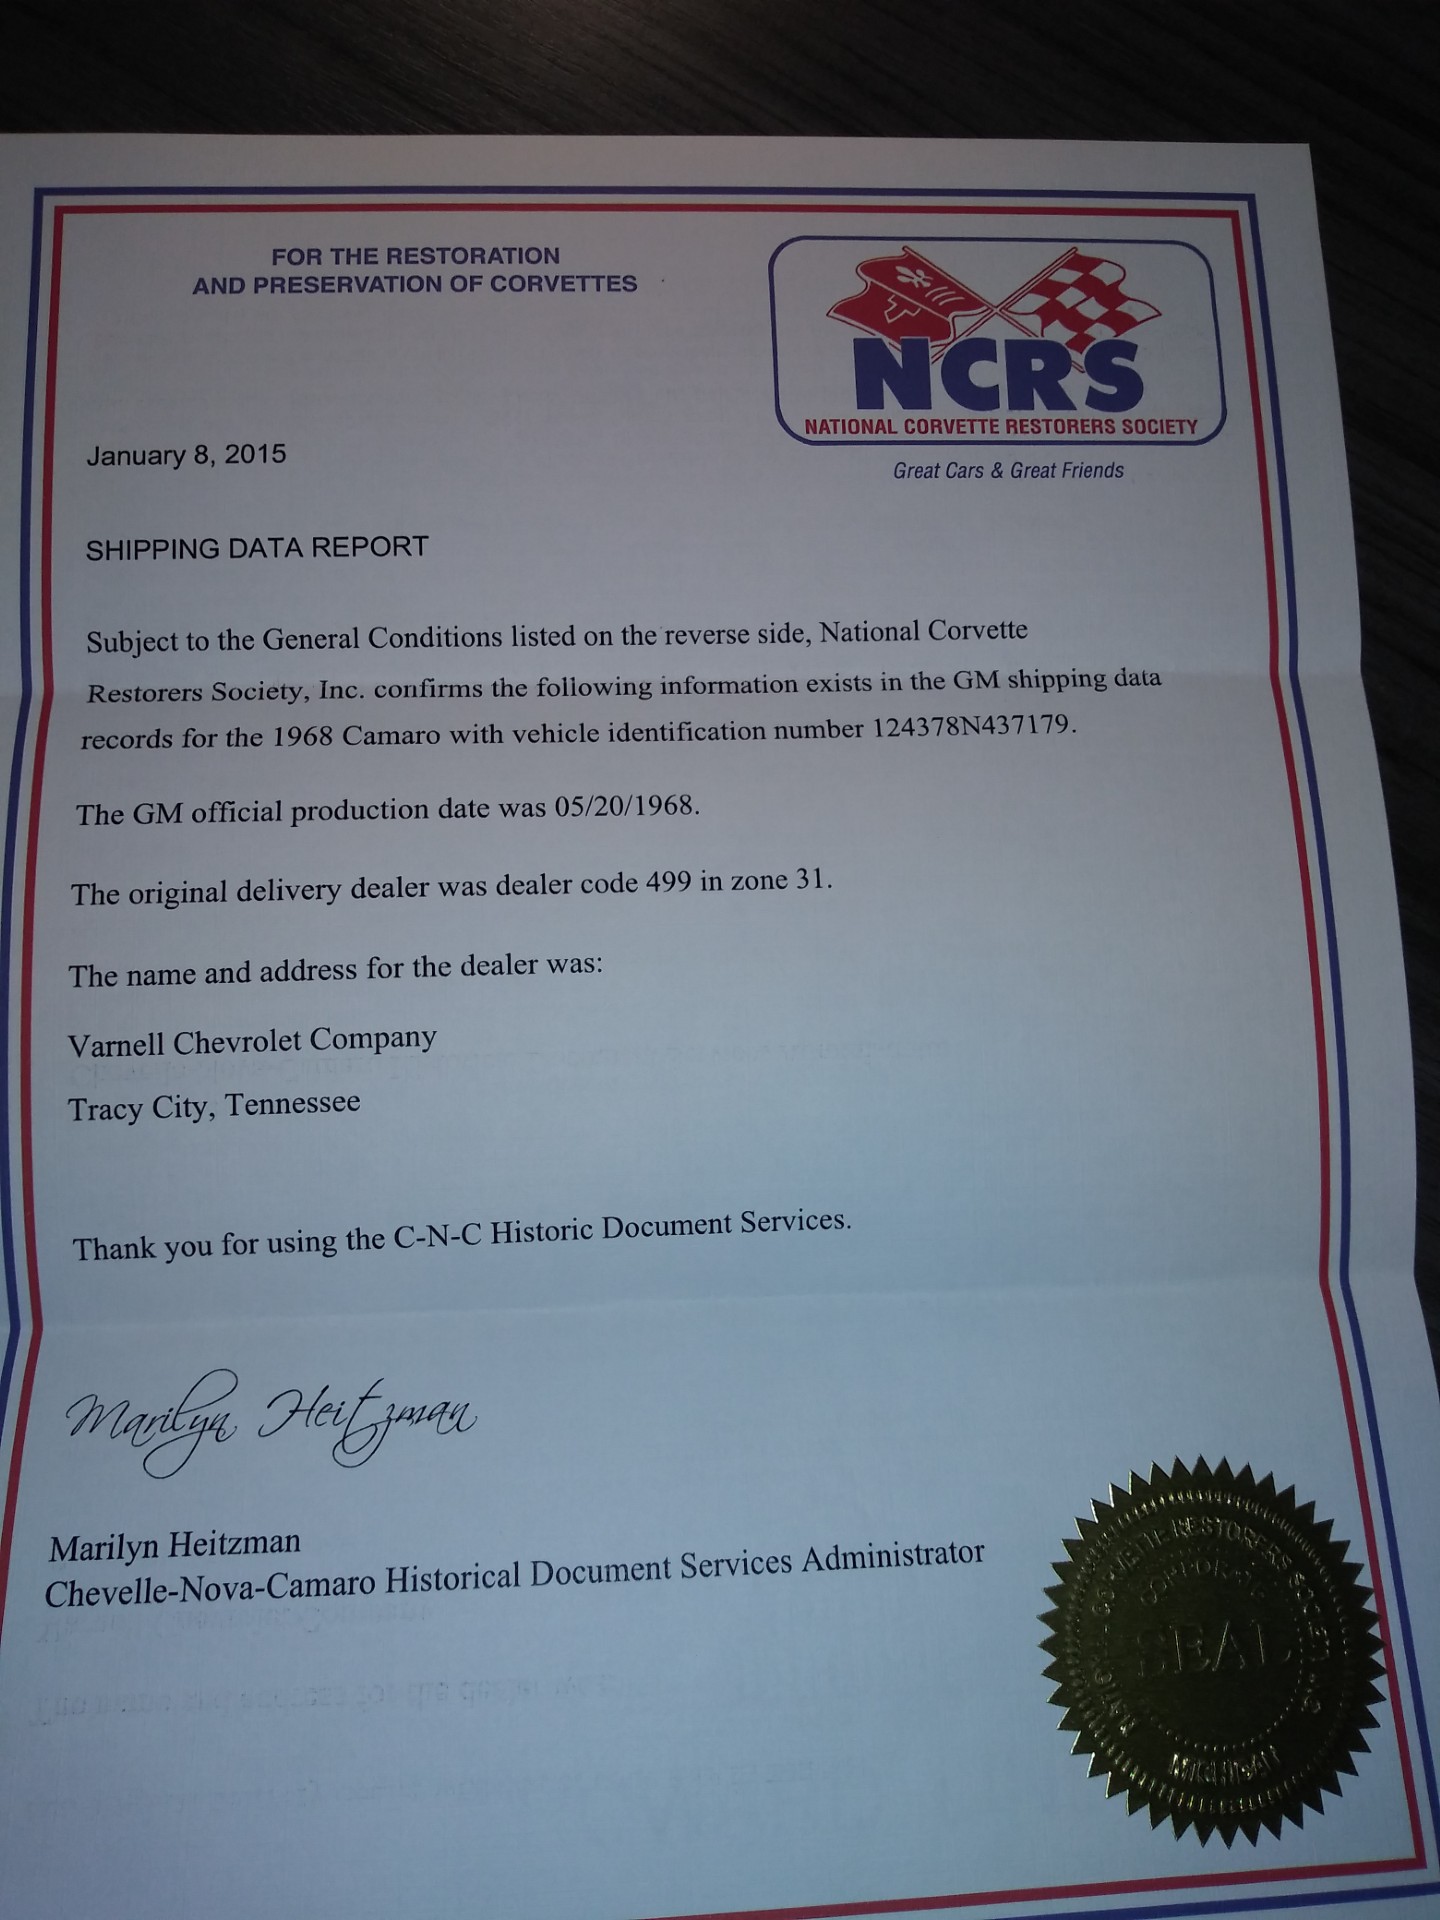 FOR THE RESTORATION
AND PRESERVATION OF CORVETTES
NCRS
NATIONAL CORVETTE RESTORERS SOCIETY
Great Cars & Great Friends
January 8, 2015
SHIPPING DATA REPORT
Subject to the General Conditions listed on the reverse side, National Corvette
Restorers Society, Inc. confirms the following information exists in the GM shipping data
records for the 1968 Camaro with vehicle identification number 124378N437179.
The GM official production date was 05/20/1968.
The original delivery dealer was dealer code 499 in zone 31.
The name and address for the dealer was:
Varnell Chevrolet Company
Tracy City, Tennessee
Thank you for using the C-N-C Historic Document Services.
Marilyn Heitzman
Marilyn Heitzman
Chevelle-Nova-Camaro Historical Document Services Administrator
CORVETTE RESTORERS SOCIETY
CORPORATE
SEAL
MICHIGAN